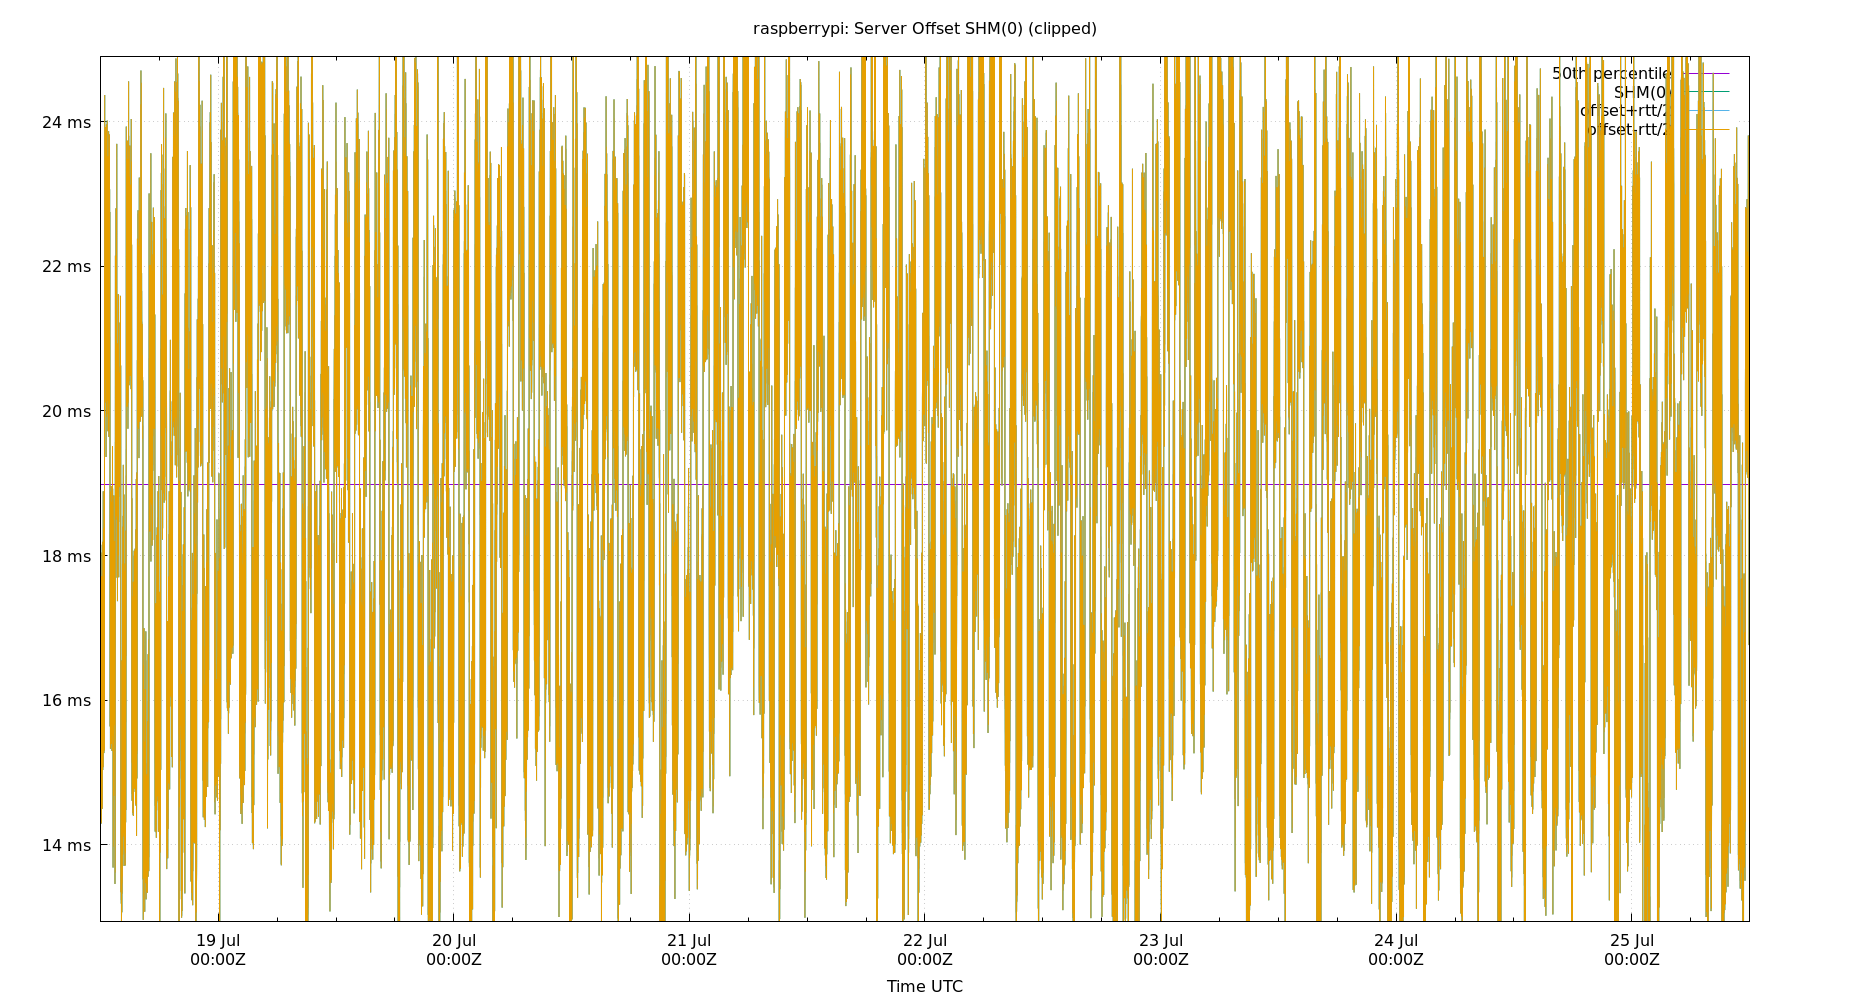 raspberrypi: Server Offset SHM(0) (clipped)
50th percentile
SHM(0)
offset+rtt/2
offset-rtt/2
24 ms
22 ms
20 ms
18 ms
16 ms
14 ms
19 Jul 20 Jul 21 Jul 22 Jul 23 Jul 24 Jul 25 Jul
00:00Z 00:00Z 00:00Z 00:00Z 00:00Z 00:00Z 00:00Z
Time UTC